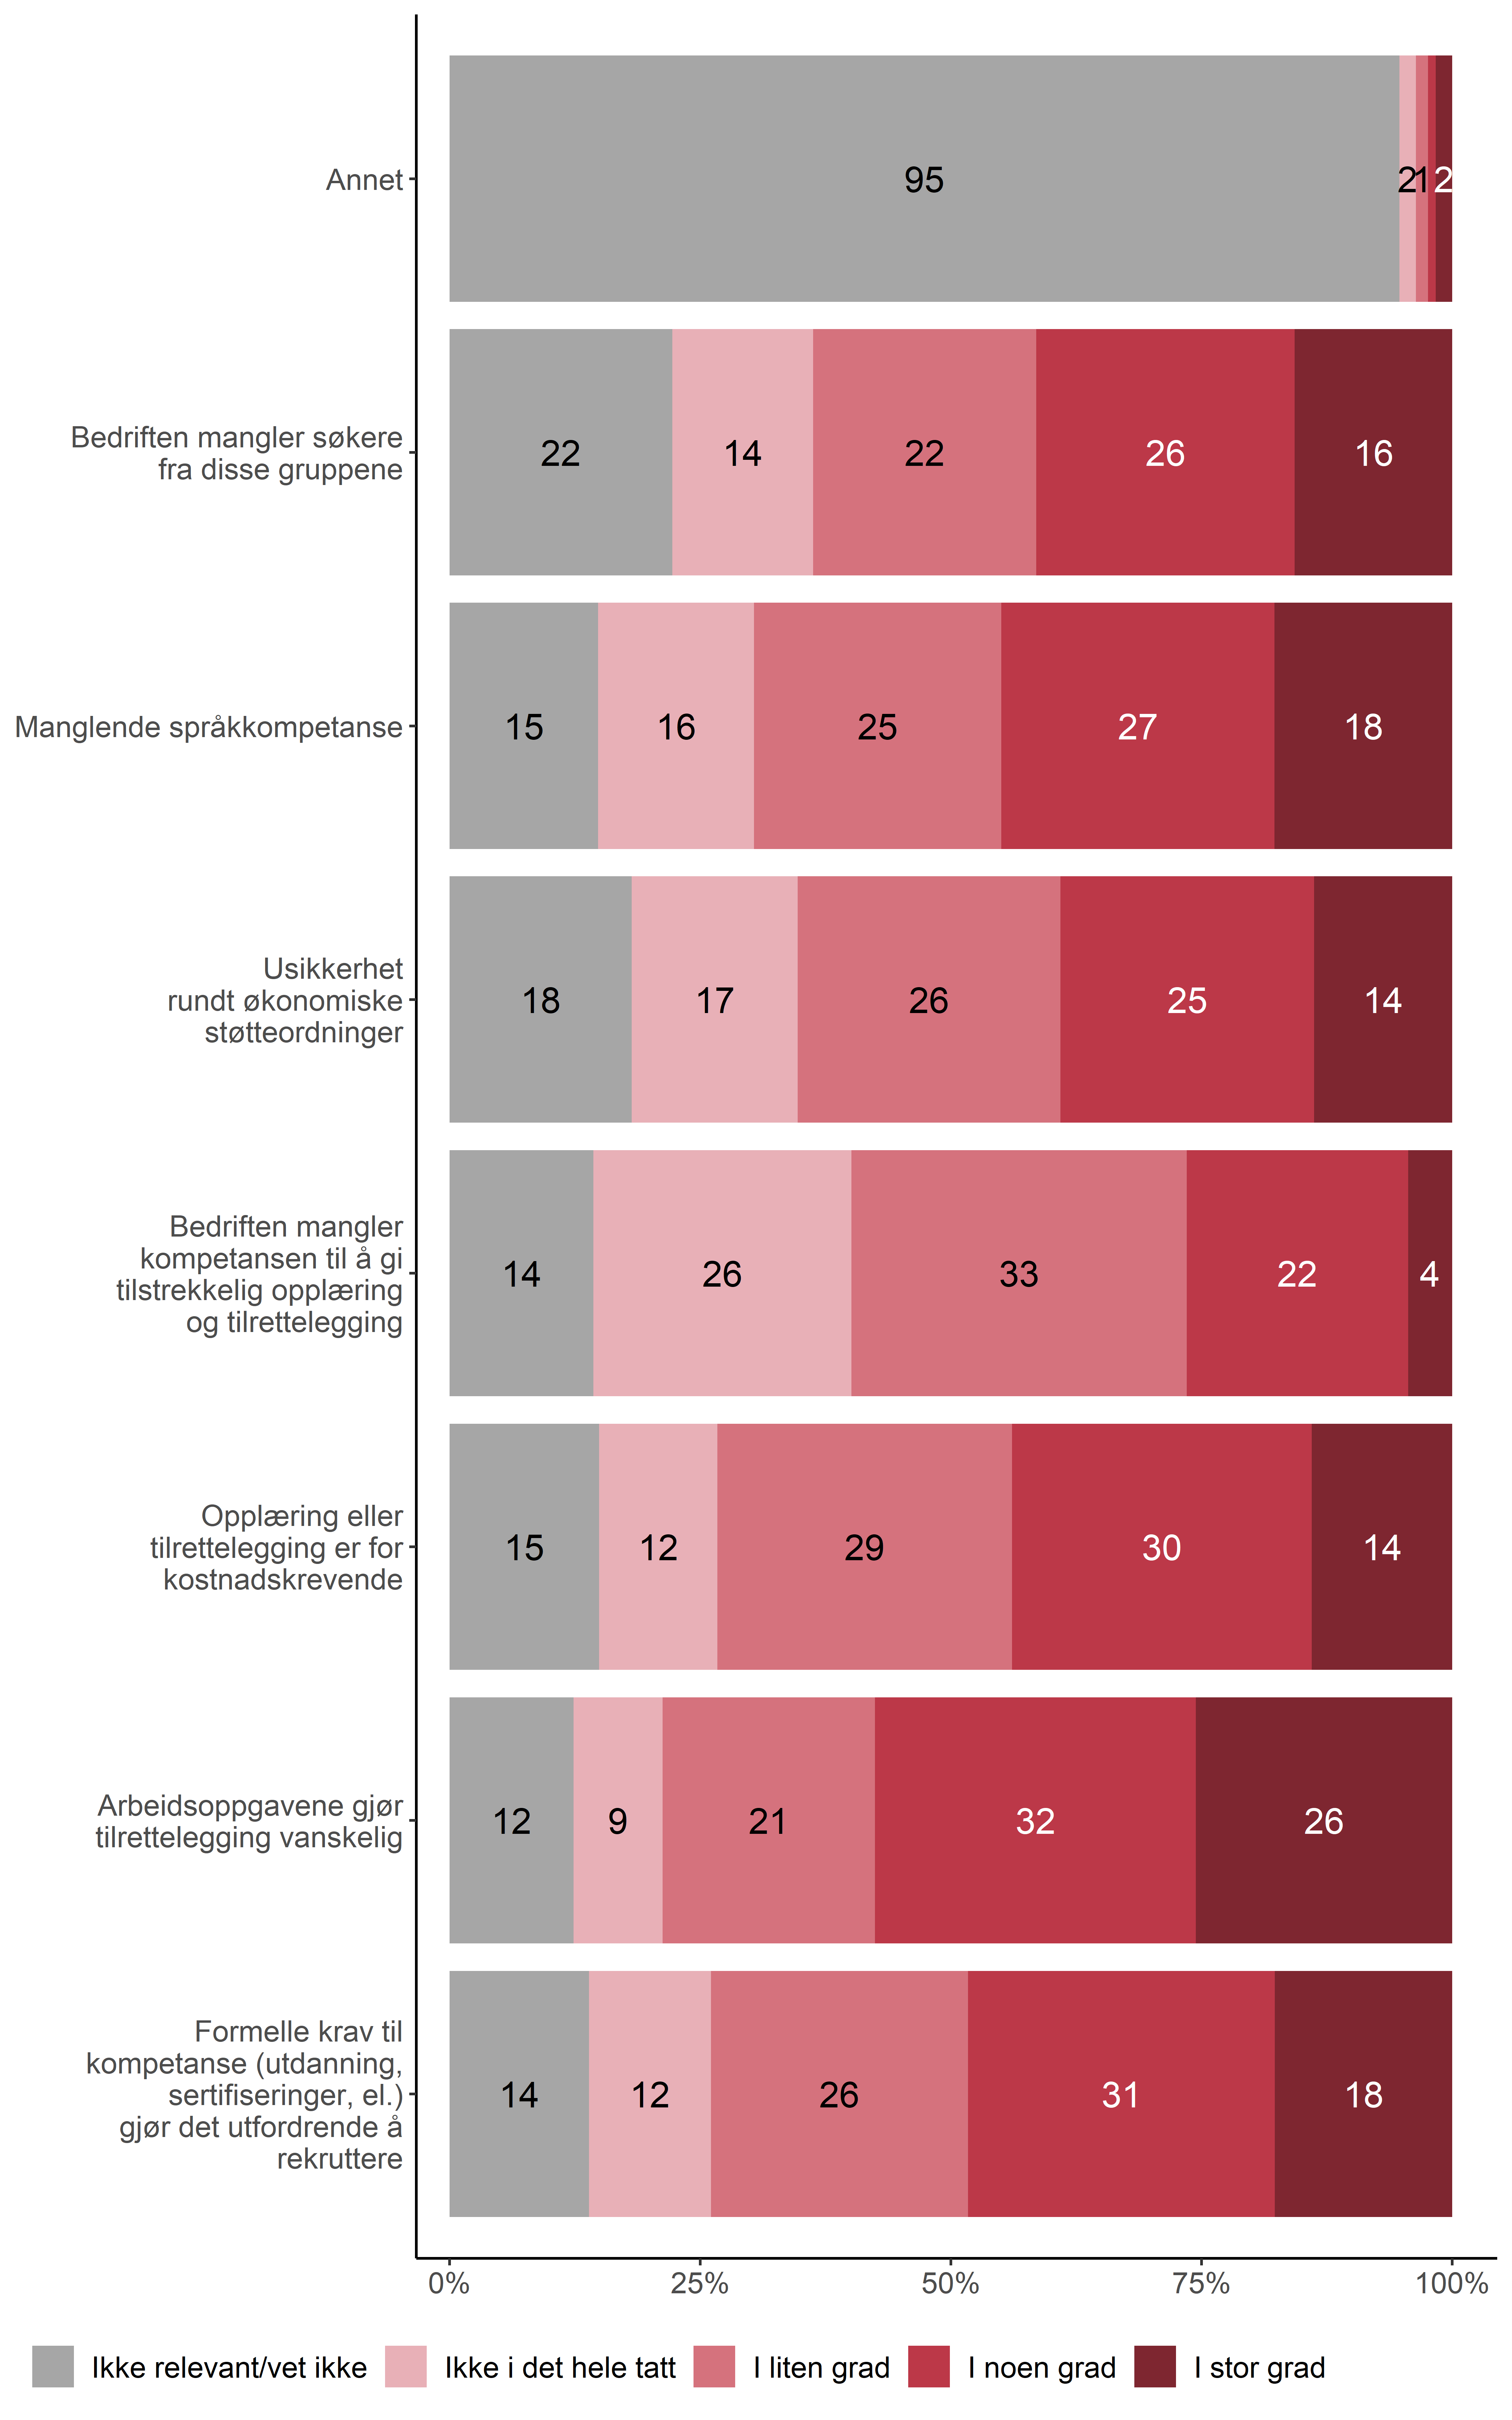 Annet
95
2
1
2
Bedriften mangler søkere
fra disse gruppene
22
14
22
26
16
Manglende språkkompetanse
15
16
25
27
18
Usikkerhet
rundt økonomiske
støtteordninger
18
17
26
25
14
Bedriften mangler
kompetansen til å gi
tilstrekkelig opplæring
og tilrettelegging
14
26
33
22
4
Opplæring eller
tilrettelegging er for
kostnadskrevende
15
12
29
30
14
Arbeidsoppgavene gjør
tilrettelegging vanskelig
12
9
21
32
26
Formelle krav til
kompetanse (utdanning,
sertifiseringer, el.)
gjør det utfordrende å
rekruttere
14
12
26
31
18
0% 25% 50% 75% 100%
Ikke relevant/vet ikke Ikke i det hele tatt I liten grad I noen grad I stor grad